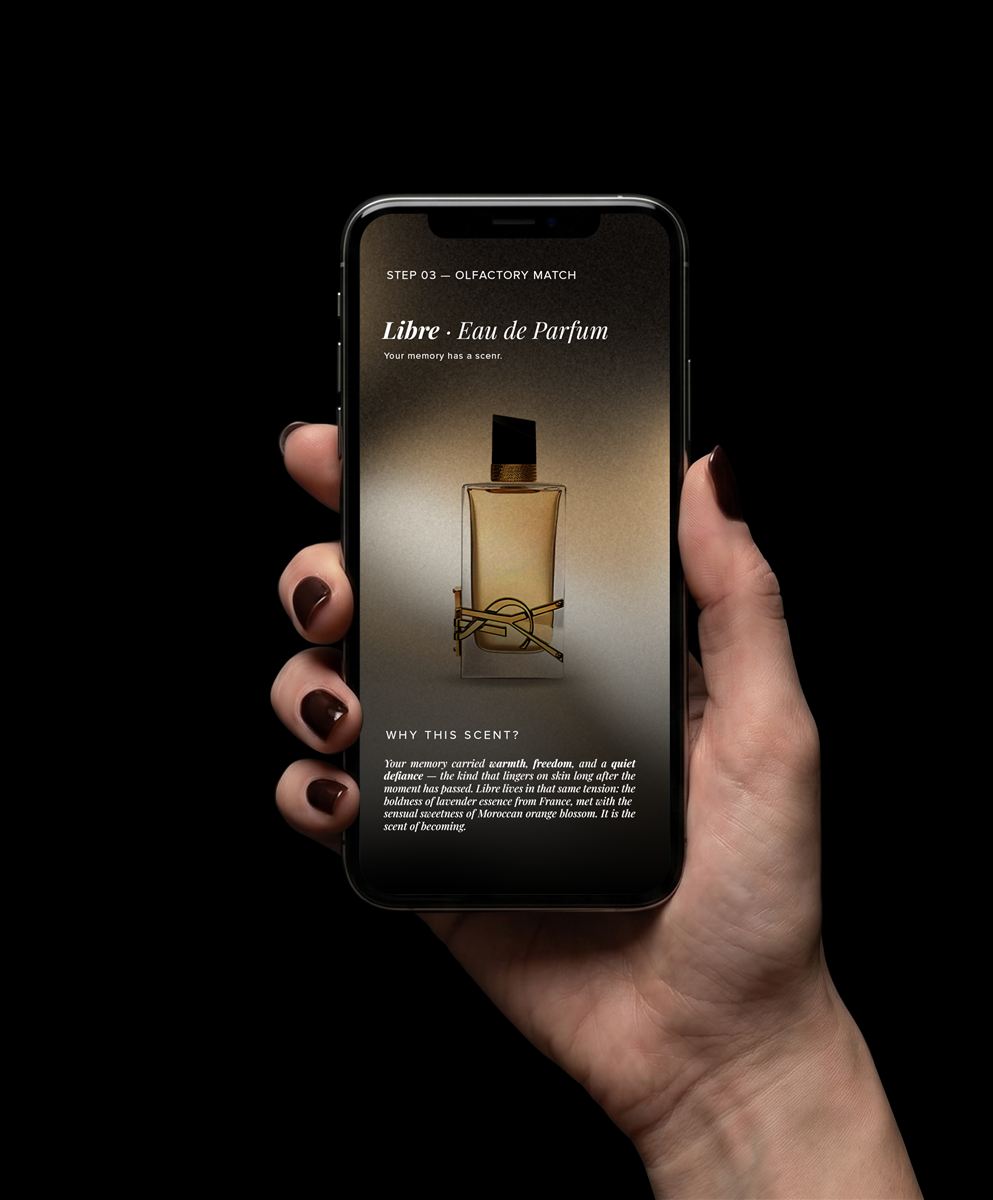 STEP 03 — OLFACTORY MATCH
Libre · Eau de Parfum
Your memory has a scenr.
WHY THIS SCENT?
Your memory carried warmth, freedom, and a quiet
defiance — the kind that lingers on skin long after the
moment has passed. Libre lives in that same tension: the
boldness of lavender essence from France, met with the
sensual sweetness of Moroccan orange blossom. It is the
scent of becoming.